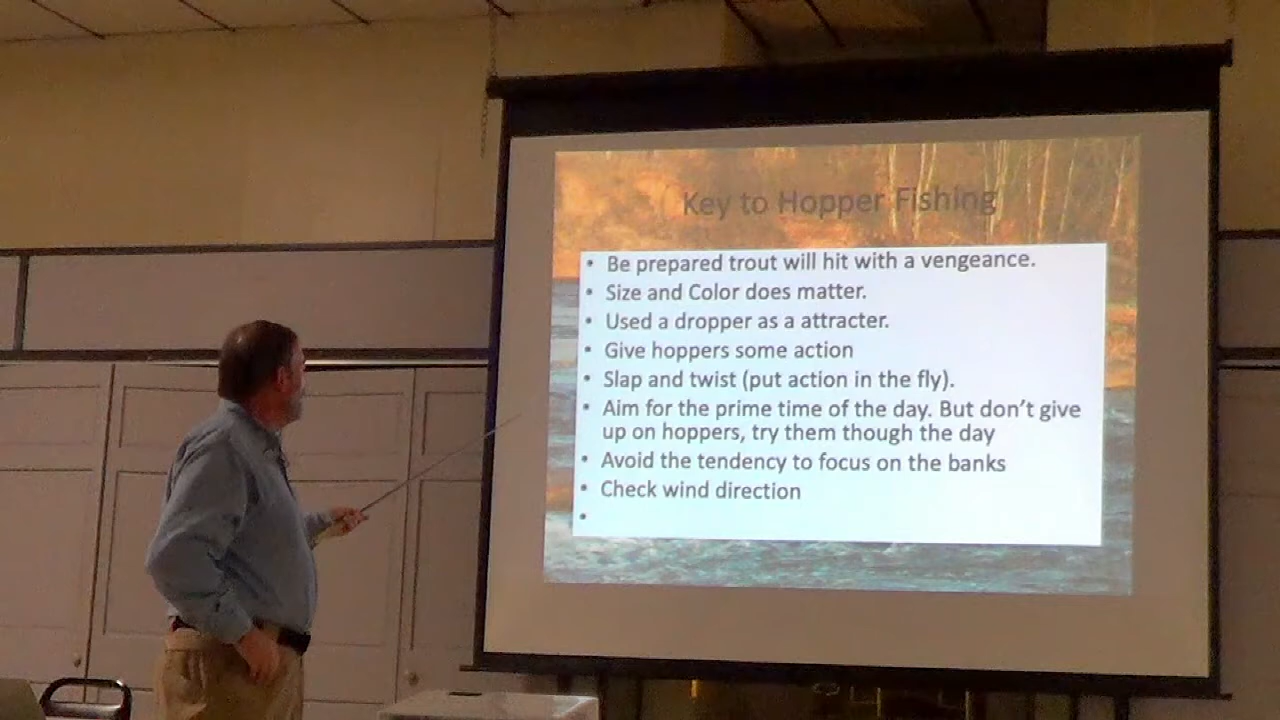 Key to Hopper Fishing
• Be prepared trout will hit with a vengeance.
• Size and Color does matter.
• Used a dropper as a attracter.
• Give hoppers some action
• Slap and twist (put action in the fly).
• Aim for the prime time of the day. But don’t give
up on hoppers, try them though the day
• Avoid the tendency to focus on the banks
• Check wind direction
•